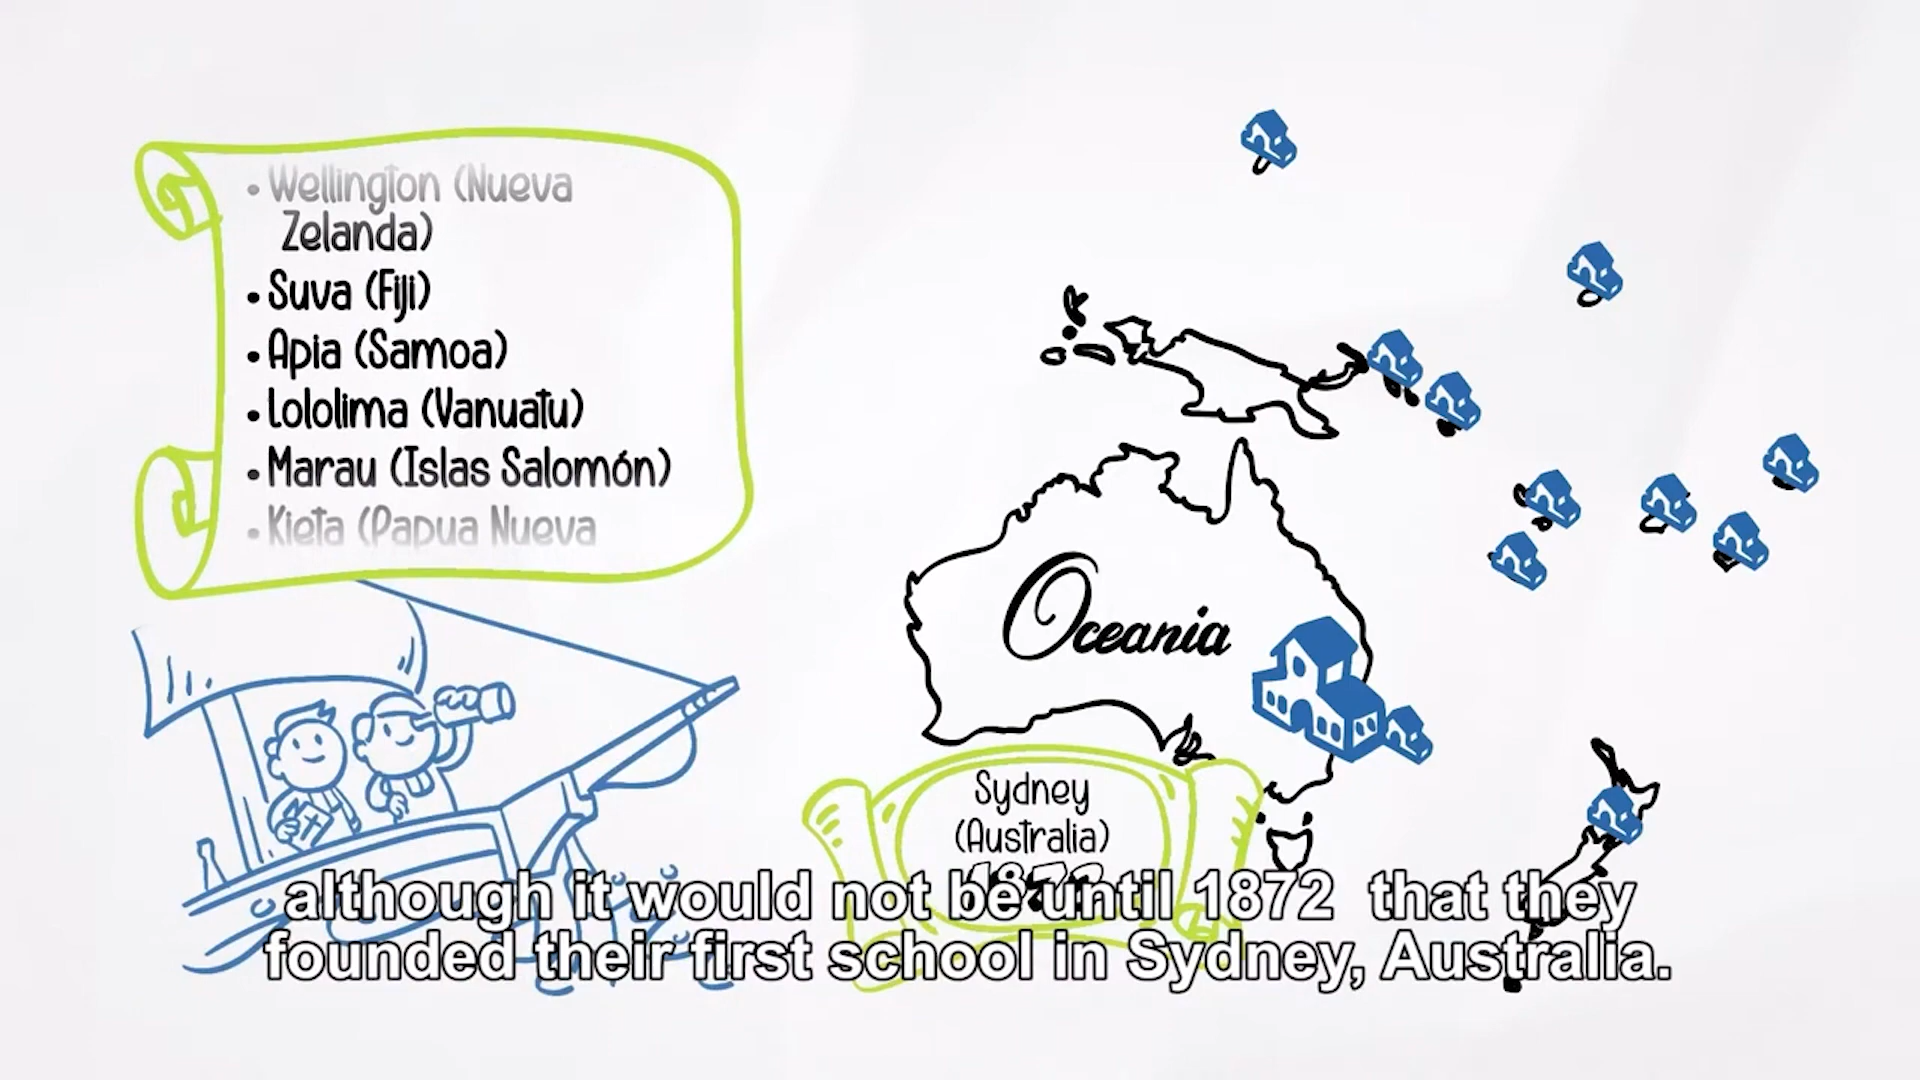 • Wellington (Nueva
Zelanda)
• Suva (Fiji)
• Apia (Samoa)
• Lololima (Vanuatu)
• Marau (Islas Salomón)
• Kieta (Papua Nueva
Oceania
Sydney
(Australia)
1872
although it would not be until 1872 that they
founded their first school in Sydney, Australia.